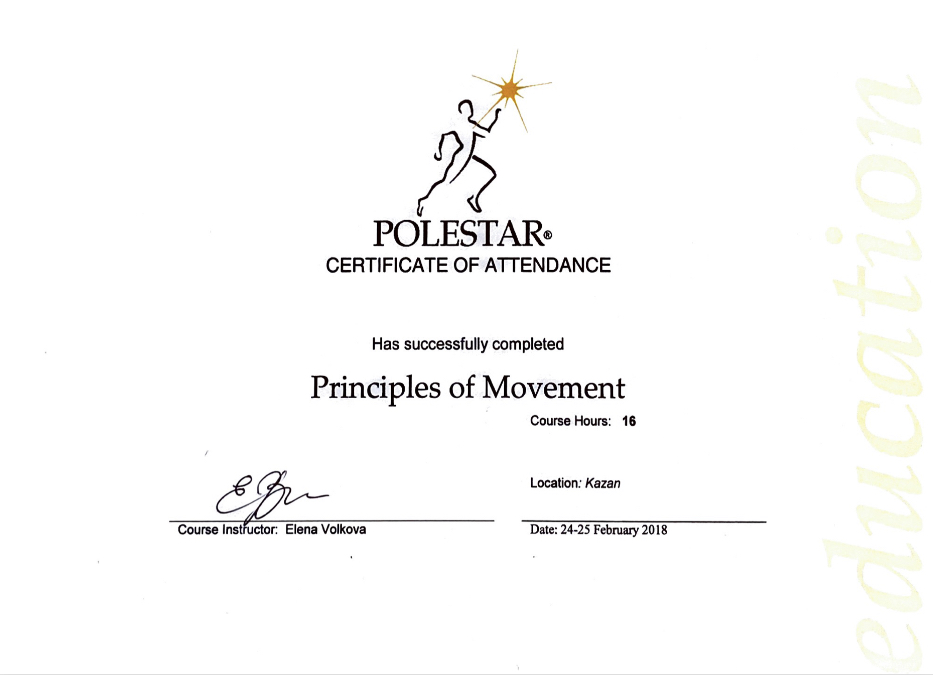 POLESTAR®
CERTIFICATE OF ATTENDANCE
Has successfully completed
Principles of Movement
Course Hours: 16
Location: Kazan
Course Instructor: Elena Volkova
Date: 24-25 February 2018
education